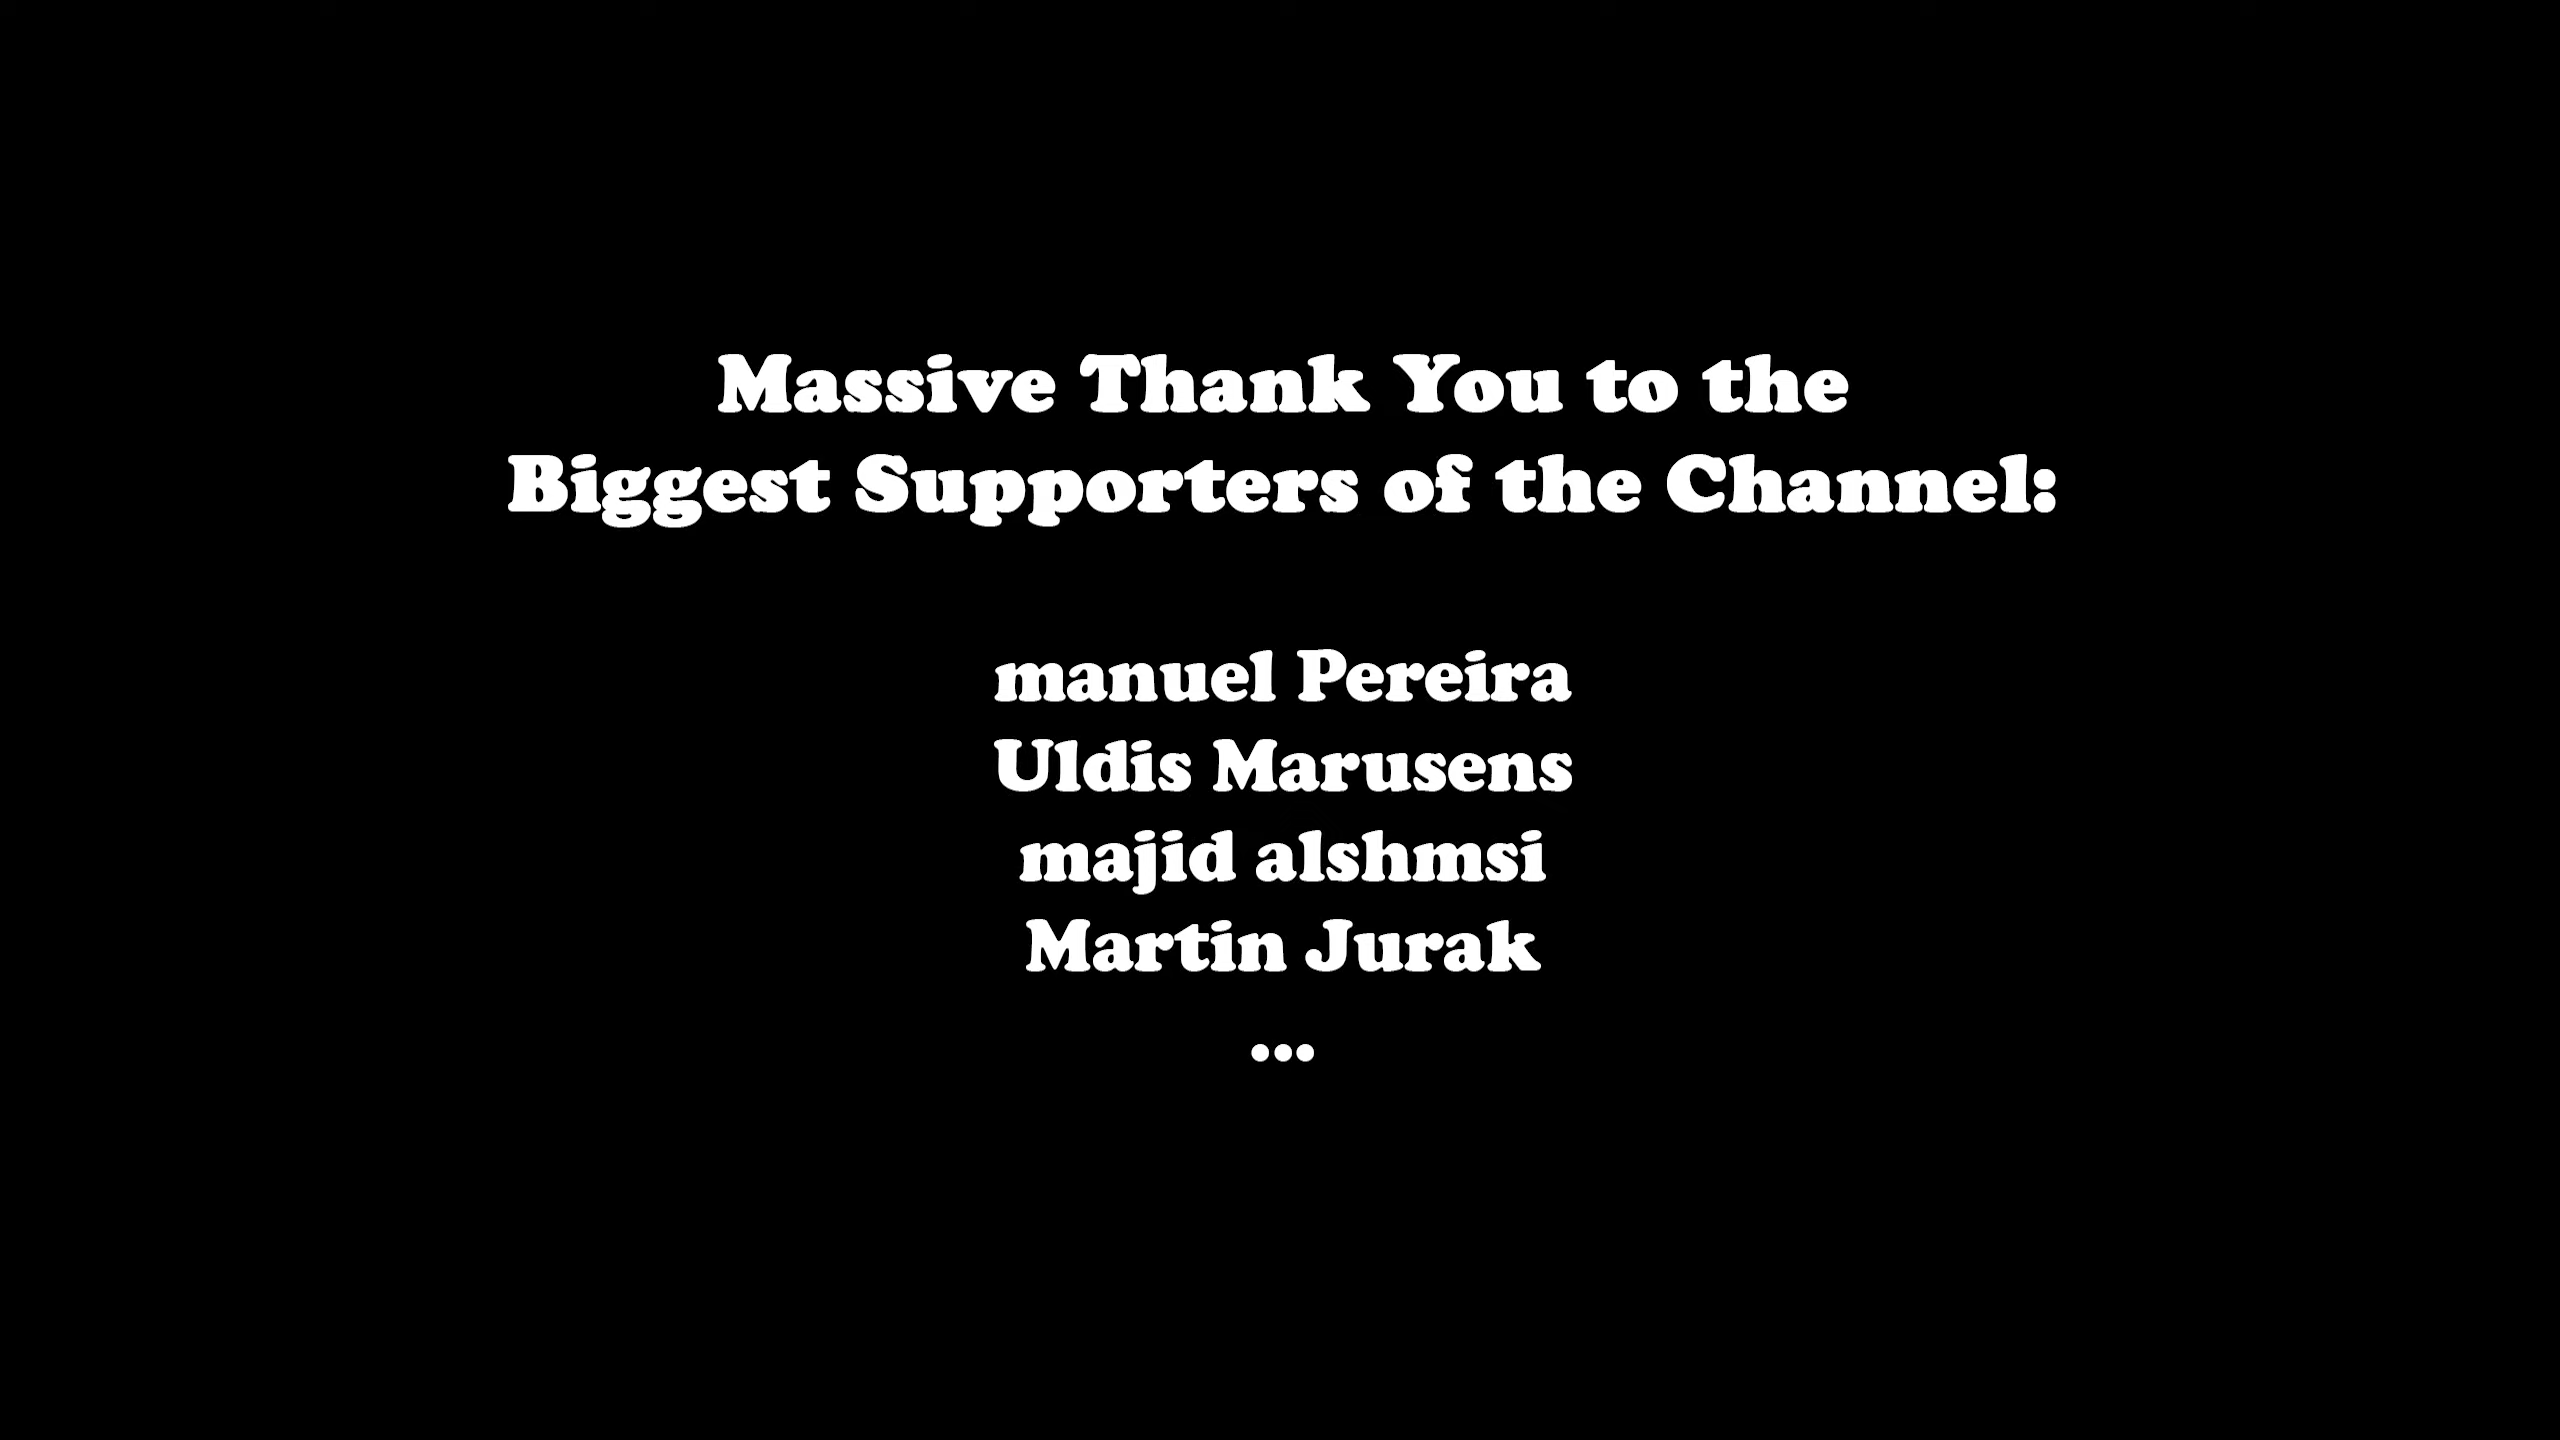 Massive Thank You to the
Biggest Supporters of the Channel:
manuel Pereira
Uldis Marusens
majid alshmsi
Martin Jurak
...